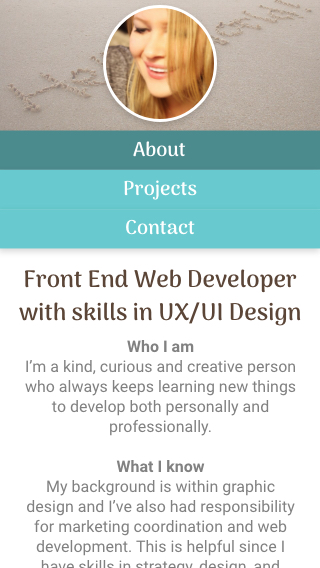 About
Projects
Contact
Front End Web Developer
with skills in UX/UI Design
Who I am
I'm a kind, curious and creative person
who always keeps learning new things
to develop both personally and
professionally.
What I know
My background is within graphic
design and I've also had responsibility
for marketing coordination and web
development. This is helpful since I
have skills in strategy, design, and